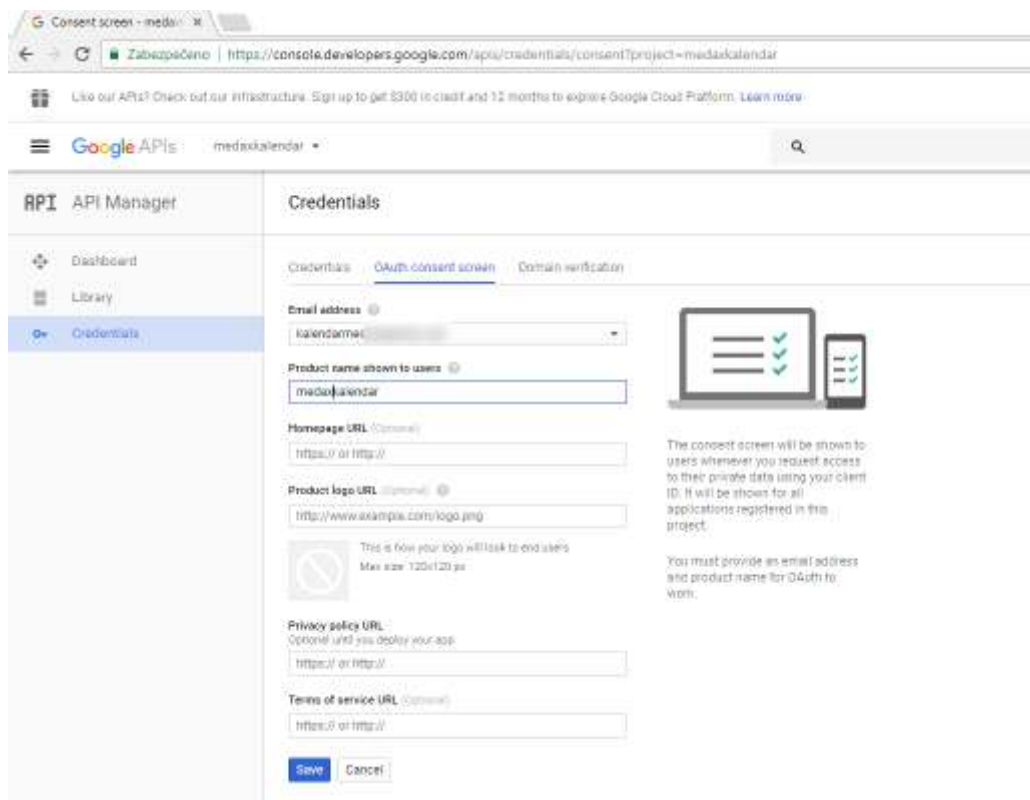 Consent screen - medax
Zabezpečeno | https://console.developers.google.com/apis/credentials/consent?project=medaxkalendar
Like our APIs? Check out our infrastructure. Sign up to get $300 in credit and 12 months to explore Google Cloud Platform. Learn more
Google APIs medaxkalendar
API API Manager
Credentials
Dashboard
Library
Credentials
Credentials OAuth consent screen Domain verification
Email address
kalendarmed
Product name shown to users
medaxkalendar
Homepage URL (Optional)
https:// or http://
Product logo URL (Optional)
http://www.example.com/logo.png
This is how your logo will look to end users
Max size: 120x120 px
Privacy policy URL
Optional until you deploy your app
https:// or http://
Terms of service URL (Optional)
https:// or http://
Save Cancel
The consent screen will be shown to
users whenever you request access
to their private data using your client
ID. It will be shown for all
applications registered in this
project.
You must provide an email address
and product name for OAuth to
work.